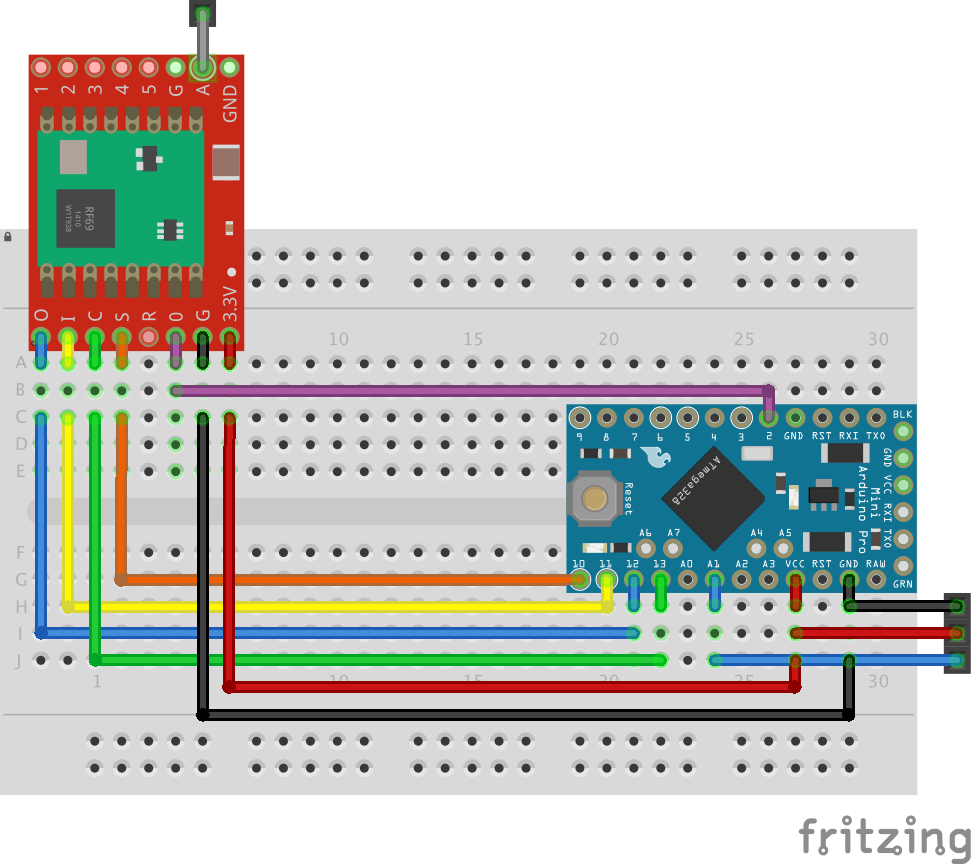 1 2 3 4 5 G A GND
RF69
1410
WIT938
O I C S R 0 G 3.3V
10 15 20 25 30
A
B
C
D
E
F
G
H
I
J
9 8 7 6 5 4 3 2 GND RST RXI TXO
BLK
GND
VCC
RXI
TXO
GRN
Reset
ATmega328
Arduino Pro
Mini
A6 A7 A4 A5
10 11 12 13 A0 A1 A2 A3 VCC RST GND RAW
1 15 20 25 30
fritzing